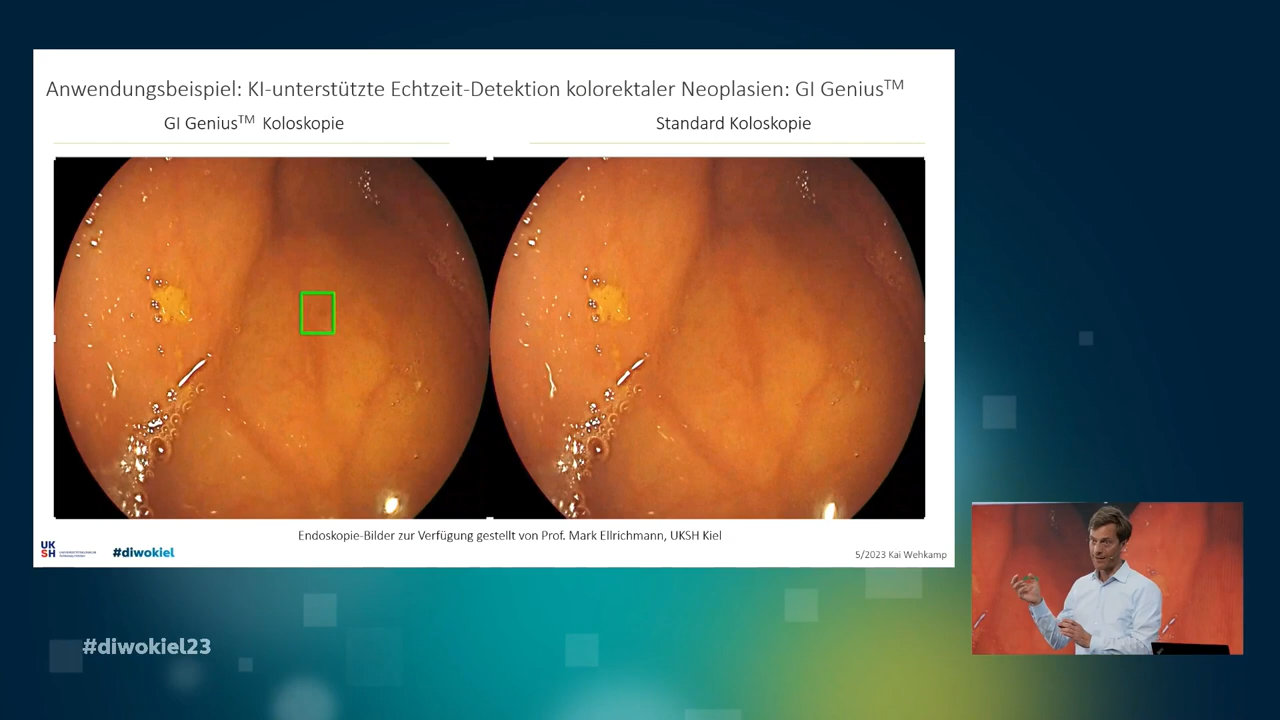 Anwendungsbeispiel: KI-unterstützte Echtzeit-Detektion kolorektaler Neoplasien: GI Genius™
GI Genius™ Koloskopie
Standard Koloskopie
Endoskopie-Bilder zur Verfügung gestellt von Prof. Mark Ellrichmann, UKSH Kiel
UK
SH
#diwokiel
5/2023 Kai Wehkamp
#diwokiel23